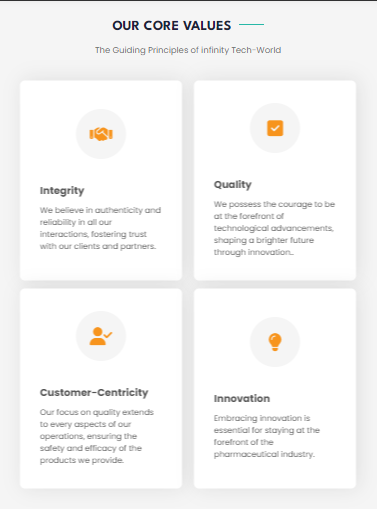 OUR CORE VALUES
The Guiding Principles of infinity Tech-World
Integrity
We believe in authenticity and
reliability in all our
interactions, fostering trust
with our clients and partners.
Quality
We possess the courage to be
at the forefront of
technological advancements,
shaping a brighter future
through innovation..
Customer-Centricity
Our focus on quality extends
to every aspects of our
operations, ensuring the
safety and efficacy of the
products we provide.
Innovation
Embracing innovation is
essential for staying at the
forefront of the
pharmaceutical industry.